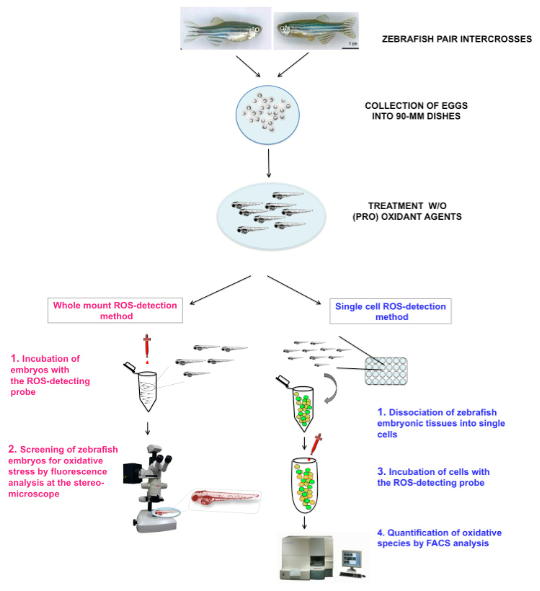 ZEBRAFISH PAIR INTERCROSSES
COLLECTION OF EGGS
INTO 90-MM DISHES
TREATMENT W/O
(PRO) OXIDANT AGENTS
Whole mount ROS-detection
method
Single cell ROS-detection
method
1. Incubation of
embryos with
the ROS-detecting
probe
2. Screening of zebrafish
embryos for oxidative
stress by fluorescence
analysis at the stereo-
microscope
1. Dissociation of zebrafish
embryonic tissues into single
cells
3. Incubation of cells with
the ROS-detecting probe
4. Quantification of oxidative
species by FACS analysis